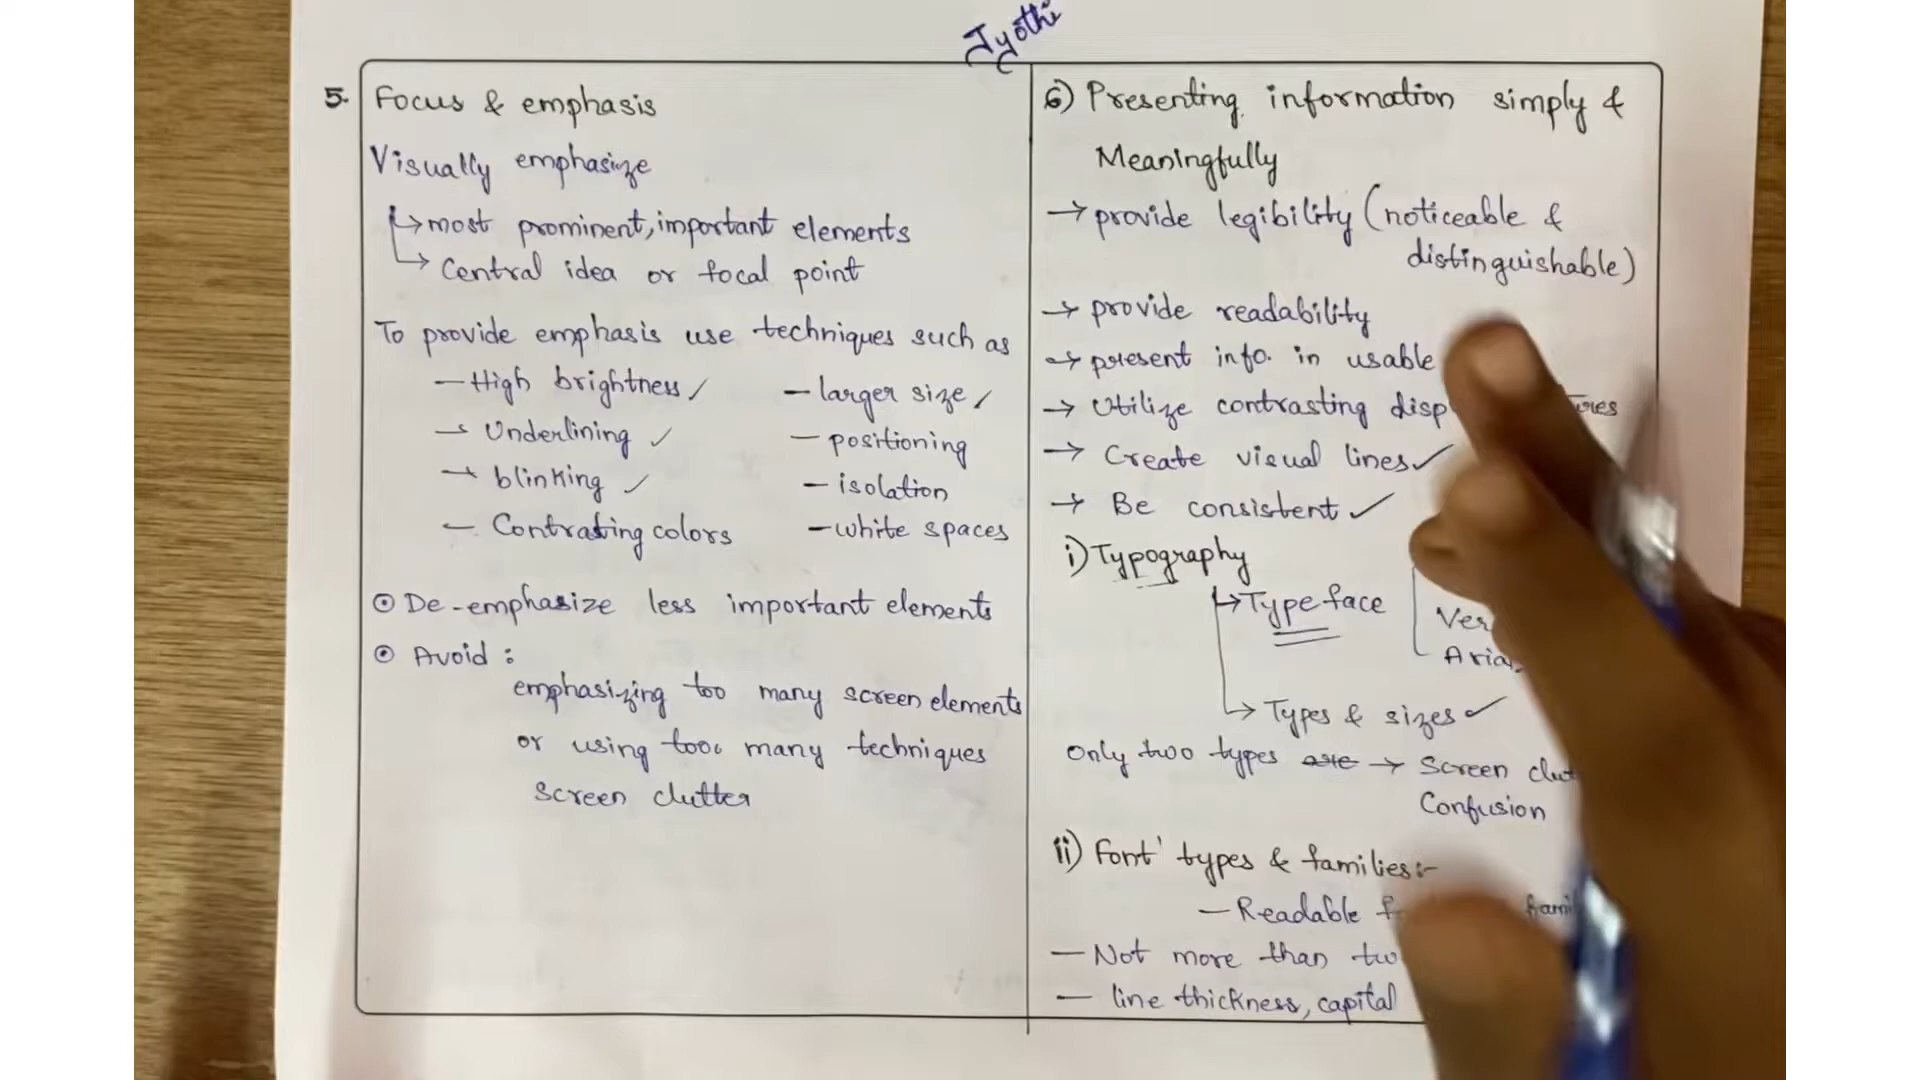 Jyothi
5. Focus & emphasis
Visually emphasize
↳ most prominent, important elements
↳ Central idea or focal point
To provide emphasis use techniques such as
— High brightness ✓ — larger size ✓
→ Underlining ✓ — positioning
→ blinking ✓ — isolation
— Contrasting colors — white spaces
⊙ De-emphasize less important elements
⊙ Avoid :
emphasizing too many screen elements
or using too many techniques
screen clutter
6) Presenting information simply &
Meaningfully
→ provide legibility (noticeable &
distinguishable)
→ provide readability
→ present info. in usable
→ Utilize contrasting
→ Create visual lines ✓
→ Be consistent ✓
i) Typography
↳ Type face
↳ Types & sizes ✓
Only two types → Screen
Confusion
ii) Font' types & families:-
— Readable
— Not more than
— line thickness, capital